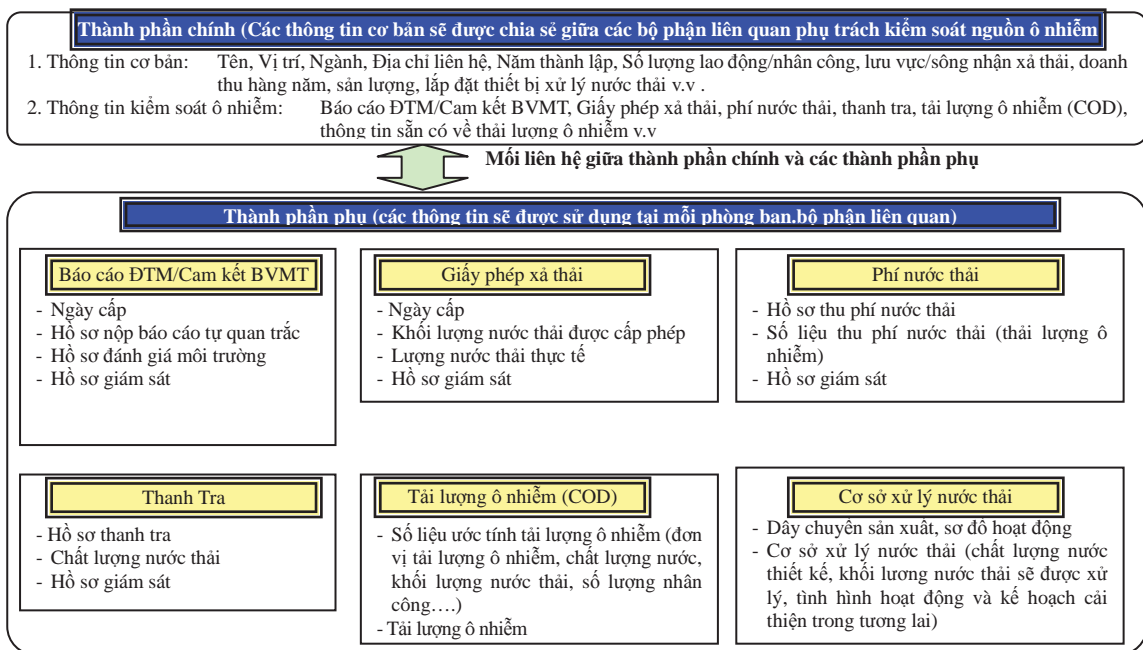 Thành phần chính (Các thông tin cơ bản sẽ được chia sẻ giữa các bộ phận liên quan phụ trách kiểm soát nguồn ô nhiễm
1. Thông tin cơ bản: Tên, Vị trí, Ngành, Địa chỉ liên hệ, Năm thành lập, Số lượng lao động/nhân công, lưu vực/sông nhận xả thải, doanh
thu hàng năm, sản lượng, lắp đặt thiết bị xử lý nước thải v.v .
2. Thông tin kiểm soát ô nhiễm: Báo cáo ĐTM/Cam kết BVMT, Giấy phép xả thải, phí nước thải, thanh tra, tải lượng ô nhiễm (COD),
thông tin sẵn có về thải lượng ô nhiễm v.v
Mối liên hệ giữa thành phần chính và các thành phần phụ
Thành phần phụ (các thông tin sẽ được sử dụng tại mỗi phòng ban.bộ phận liên quan)
Báo cáo ĐTM/Cam kết BVMT
- Ngày cấp
- Hồ sơ nộp báo cáo tự quan trắc
- Hồ sơ đánh giá môi trường
- Hồ sơ giám sát
Giấy phép xả thải
- Ngày cấp
- Khối lượng nước thải được cấp phép
- Lượng nước thải thực tế
- Hồ sơ giám sát
Phí nước thải
- Hồ sơ thu phí nước thải
- Số liệu thu phí nước thải (thải lượng ô
nhiễm)
- Hồ sơ giám sát
Thanh Tra
- Hồ sơ thanh tra
- Chất lượng nước thải
- Hồ sơ giám sát
Tải lượng ô nhiễm (COD)
- Số liệu ước tính tải lượng ô nhiễm (đơn
vị tải lượng ô nhiễm, chất lượng nước,
khối lượng nước thải, số lượng nhân
công….)
- Tải lượng ô nhiễm
Cơ sở xử lý nước thải
- Dây chuyền sản xuất, sơ đồ hoạt động
- Cơ sở xử lý nước thải (chất lượng nước
thiết kế, khối lương nước thải sẽ được xử
lý, tình hình hoạt động và kế hoạch cải
thiện trong tương lai)